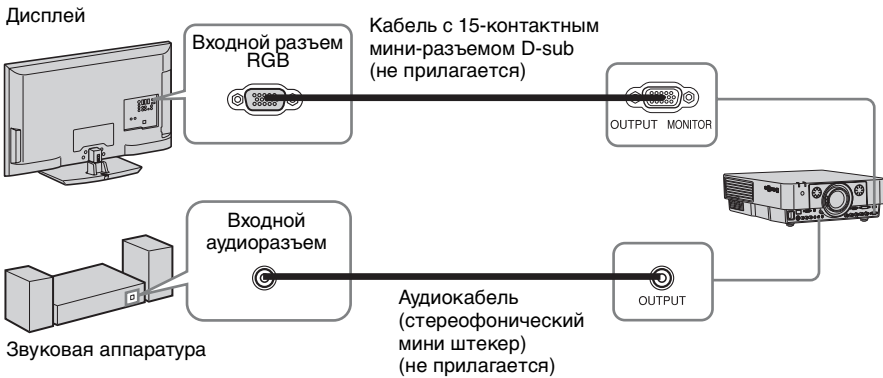 Дисплей
Входной разъем
RGB
Кабель с 15-контактным
мини-разъемом D-sub
(не прилагается)
OUTPUT MONITOR
Входной
аудиоразъем
Аудиокабель
(стереофонический
мини штекер)
(не прилагается)
OUTPUT
Звуковая аппаратура